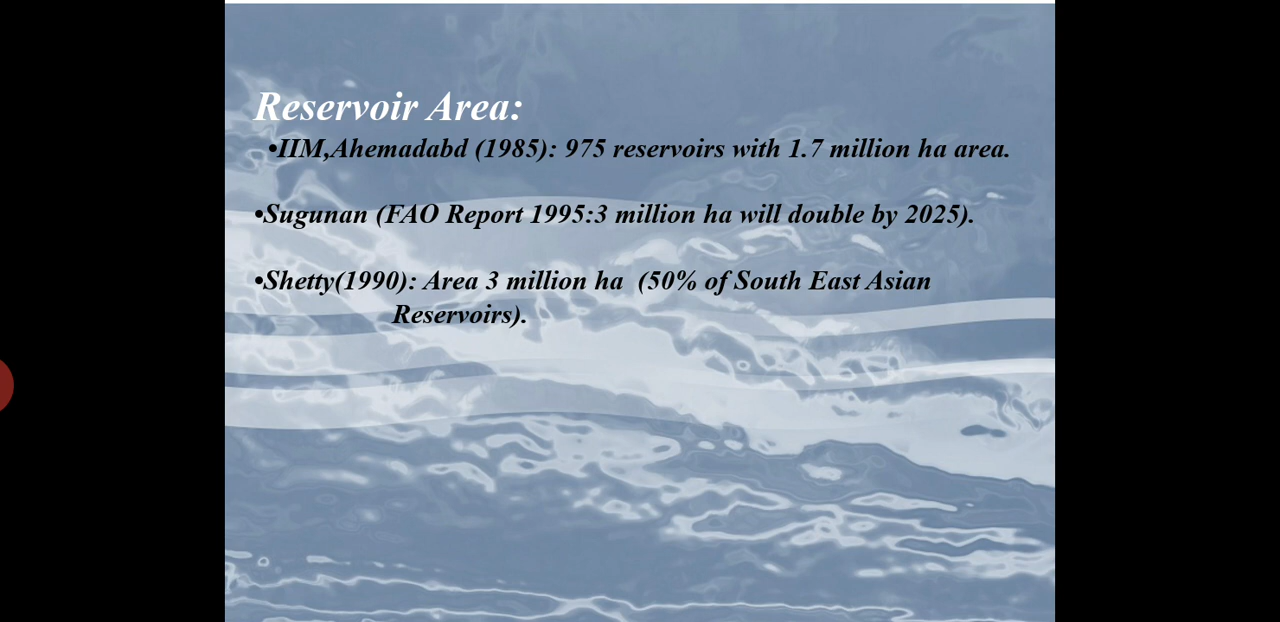 Reservoir Area:
•IIM,Ahemadabd (1985): 975 reservoirs with 1.7 million ha area.
•Sugunan (FAO Report 1995:3 million ha will double by 2025).
•Shetty(1990): Area 3 million ha  (50% of South East Asian
Reservoirs).